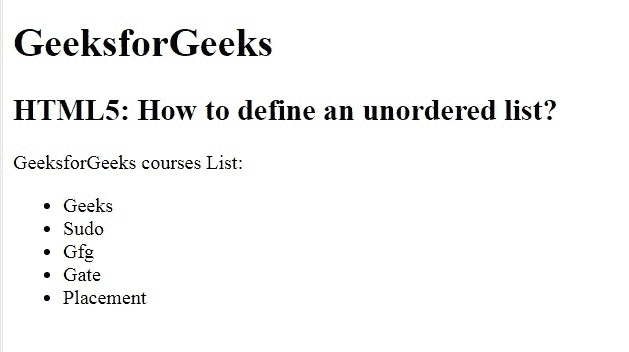 GeeksforGeeks
HTML5: How to define an unordered list?
GeeksforGeeks courses List:
• Geeks
• Sudo
• Gfg
• Gate
• Placement